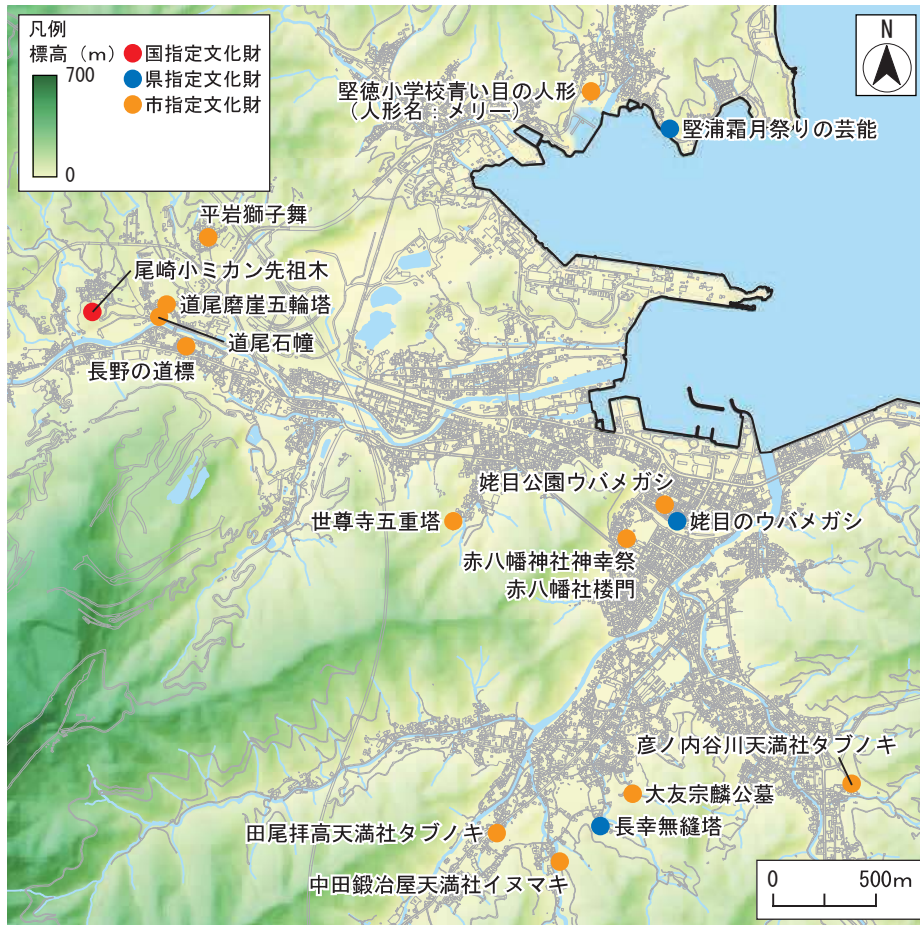 凡例
標高（m）
700
0
国指定文化財
県指定文化財
市指定文化財
N
堅徳小学校青い目の人形
（人形名：メリー）
堅浦霜月祭りの芸能
平岩獅子舞
尾崎小ミカン先祖木
道尾磨崖五輪塔
道尾石幢
長野の道標
姥目公園ウバメガシ
世尊寺五重塔
姥目のウバメガシ
赤八幡神社神幸祭
赤八幡社楼門
彦ノ内谷川天満社タブノキ
大友宗麟公墓
田尾拝高天満社タブノキ
長幸無縫塔
中田鍛冶屋天満社イヌマキ
0 500m